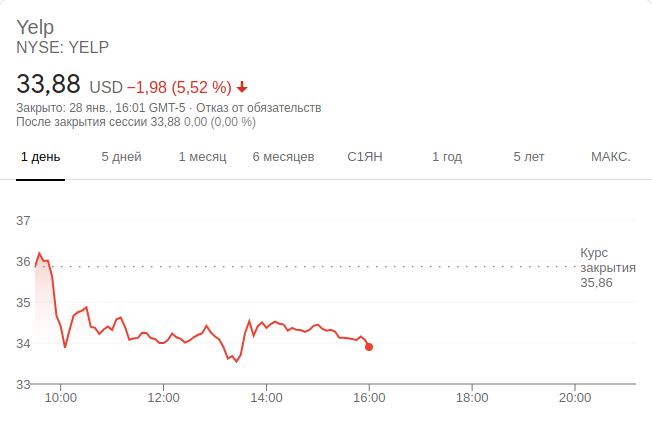 Yelp
NYSE: YELP
33,88 USD −1,98 (5,52 %)
Закрыто: 28 янв., 16:01 GMT-5 · Отказ от обязательств
После закрытия сессии 33,88 0,00 (0,00 %)
1 день 5 дней 1 месяц 6 месяцев С1ЯН 1 год 5 лет МАКС.
37
36
35
34
33
Курс
закрытия
35,86
10:00 12:00 14:00 16:00 18:00 20:00